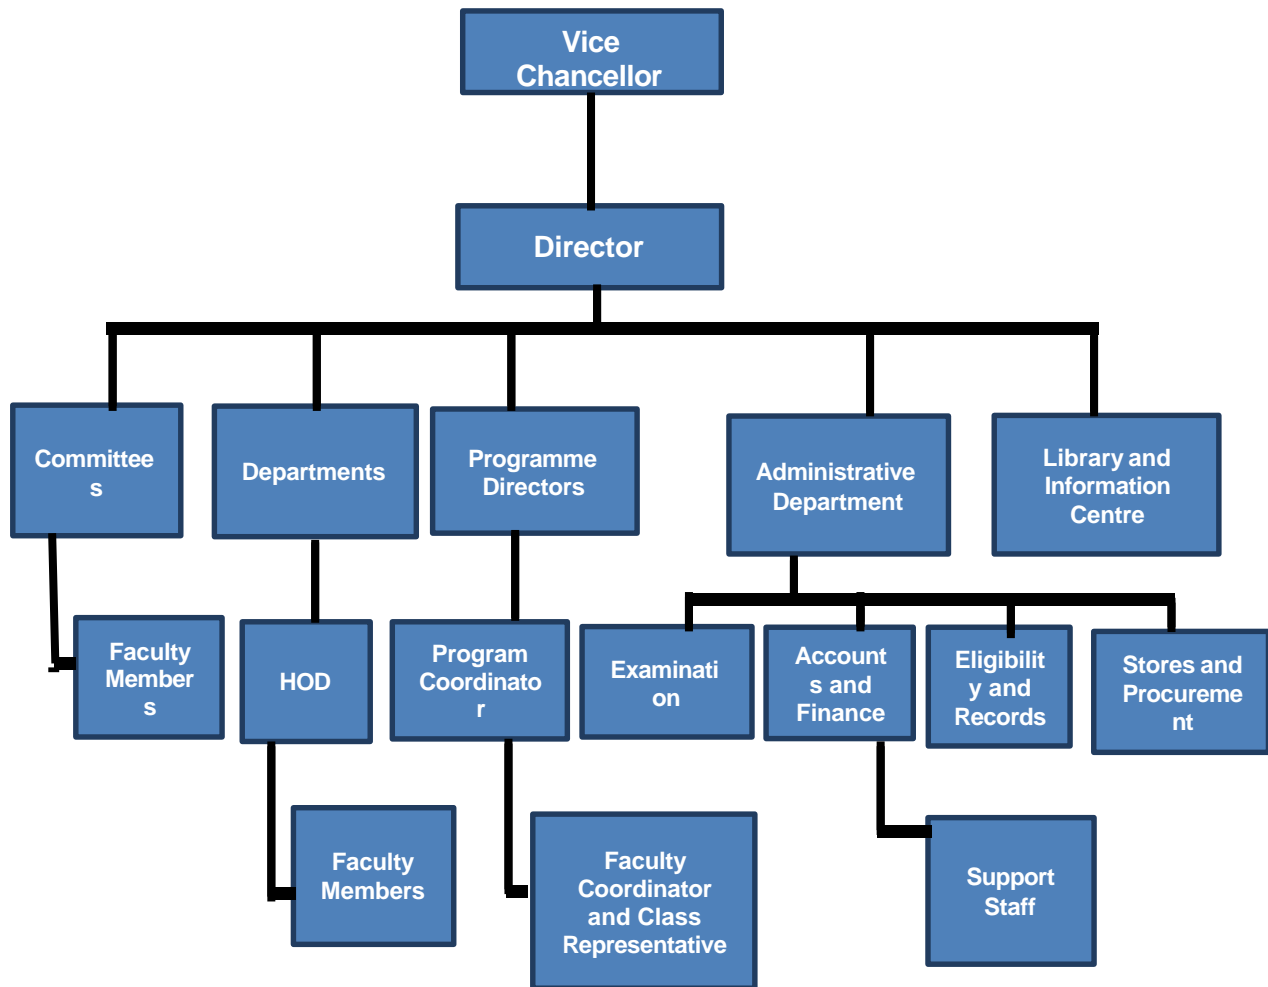 Vice
Chancellor
Director
Committee
s
Departments
Programme
Directors
Administrative
Department
Library and
Information
Centre
Faculty
Member
s
HOD
Program
Coordinato
r
Examinati
on
Account
s and
Finance
Eligibilit
y and
Records
Stores and
Procureme
nt
Faculty
Members
Faculty
Coordinator
and Class
Representative
Support
Staff